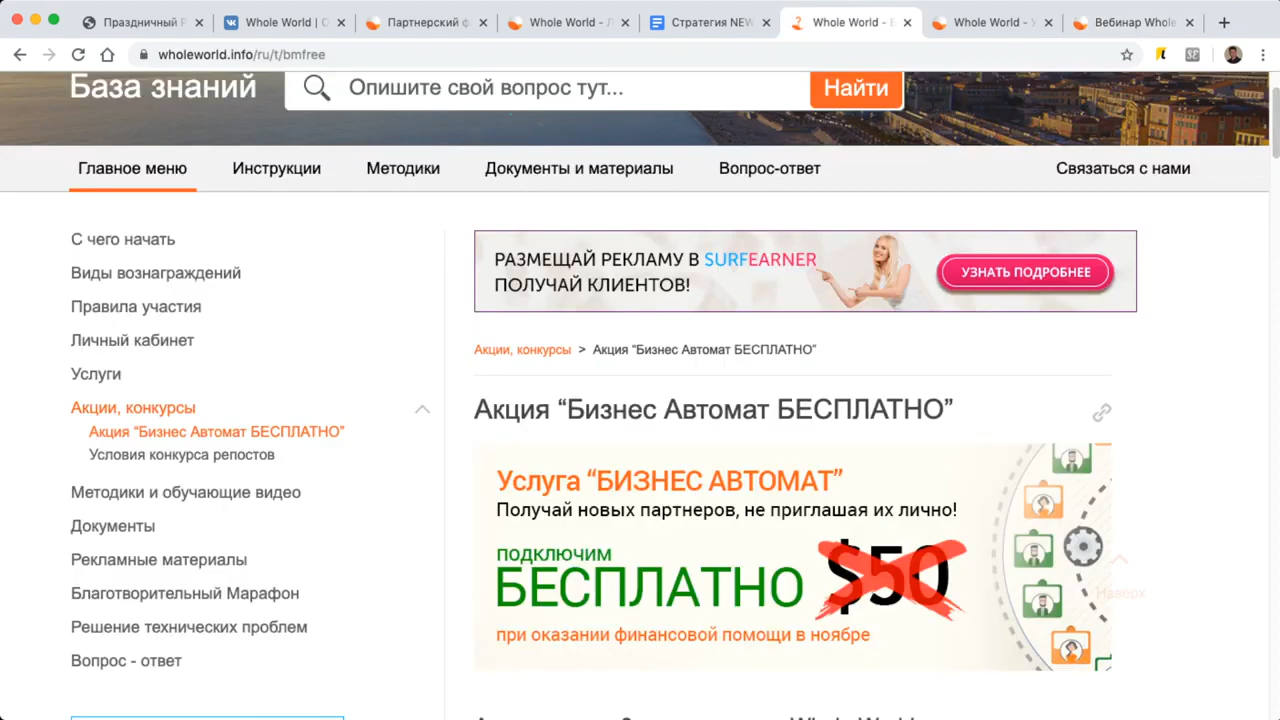 Праздничный Р
Whole World | О
Партнерский ф
Whole World - Л
Стратегия NEW
Whole World - Б
Whole World - У
Вебинар Whole
wholeworld.info/ru/t/bmfree
База знаний
Опишите свой вопрос тут...
Найти
Главное меню
Инструкции
Методики
Документы и материалы
Вопрос-ответ
Связаться с нами
С чего начать
Виды вознаграждений
Правила участия
Личный кабинет
Услуги
Акции, конкурсы
Акция “Бизнес Автомат БЕСПЛАТНО”
Условия конкурса репостов
Методики и обучающие видео
Документы
Рекламные материалы
Благотворительный Марафон
Решение технических проблем
Вопрос - ответ
РАЗМЕЩАЙ РЕКЛАМУ В SURFEARNER
ПОЛУЧАЙ КЛИЕНТОВ!
УЗНАТЬ ПОДРОБНЕЕ
Акции, конкурсы > Акция “Бизнес Автомат БЕСПЛАТНО”
Акция “Бизнес Автомат БЕСПЛАТНО”
Услуга “БИЗНЕС АВТОМАТ”
Получай новых партнеров, не приглашая их лично!
ПОДКЛЮЧИМ
БЕСПЛАТНО $50
при оказании финансовой помощи в ноябре
Наверх